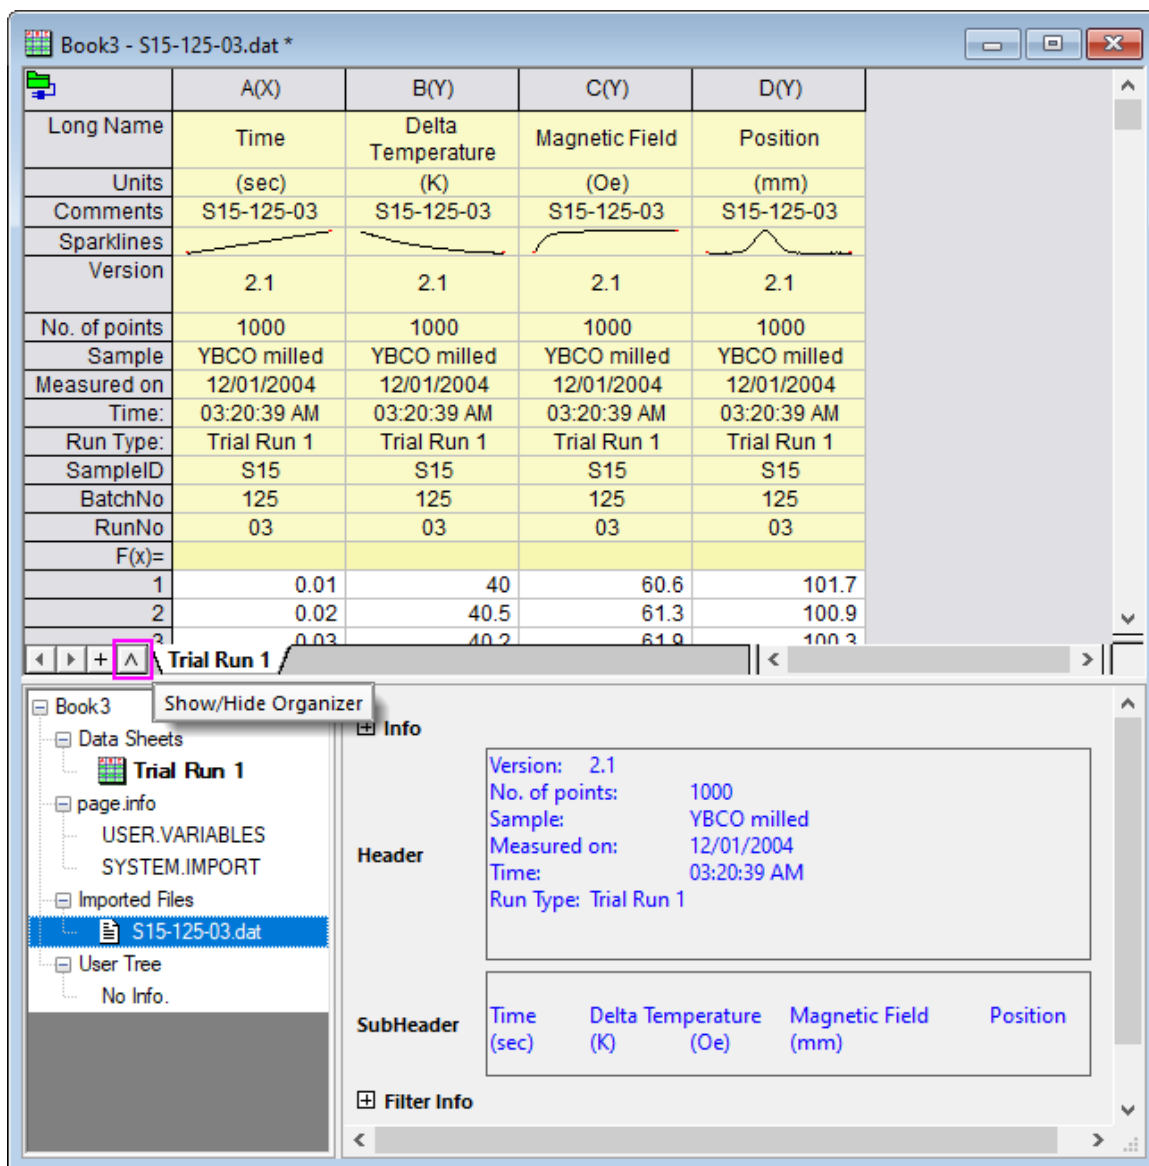 Book3 - S15-125-03.dat *
A(X) B(Y) C(Y) D(Y)
Long Name Time Delta Temperature Magnetic Field Position
Units (sec) (K) (Oe) (mm)
Comments S15-125-03 S15-125-03 S15-125-03 S15-125-03
Sparklines
Version 2.1 2.1 2.1 2.1
No. of points 1000 1000 1000 1000
Sample YBCO milled YBCO milled YBCO milled YBCO milled
Measured on 12/01/2004 12/01/2004 12/01/2004 12/01/2004
Time: 03:20:39 AM 03:20:39 AM 03:20:39 AM 03:20:39 AM
Run Type: Trial Run 1 Trial Run 1 Trial Run 1 Trial Run 1
SampleID S15 S15 S15 S15
BatchNo 125 125 125 125
RunNo 03 03 03 03
F(x)=
1 0.01 40 60.6 101.7
2 0.02 40.5 61.3 100.9
3 0.03 40.2 61.9 100.3
Trial Run 1
Show/Hide Organizer
Book3
Data Sheets
Trial Run 1
page.info
USER.VARIABLES
SYSTEM.IMPORT
Imported Files
S15-125-03.dat
User Tree
No Info.
Info
Header
Version: 2.1
No. of points: 1000
Sample: YBCO milled
Measured on: 12/01/2004
Time: 03:20:39 AM
Run Type: Trial Run 1
SubHeader
Time Delta Temperature Magnetic Field Position
(sec) (K) (Oe) (mm)
Filter Info